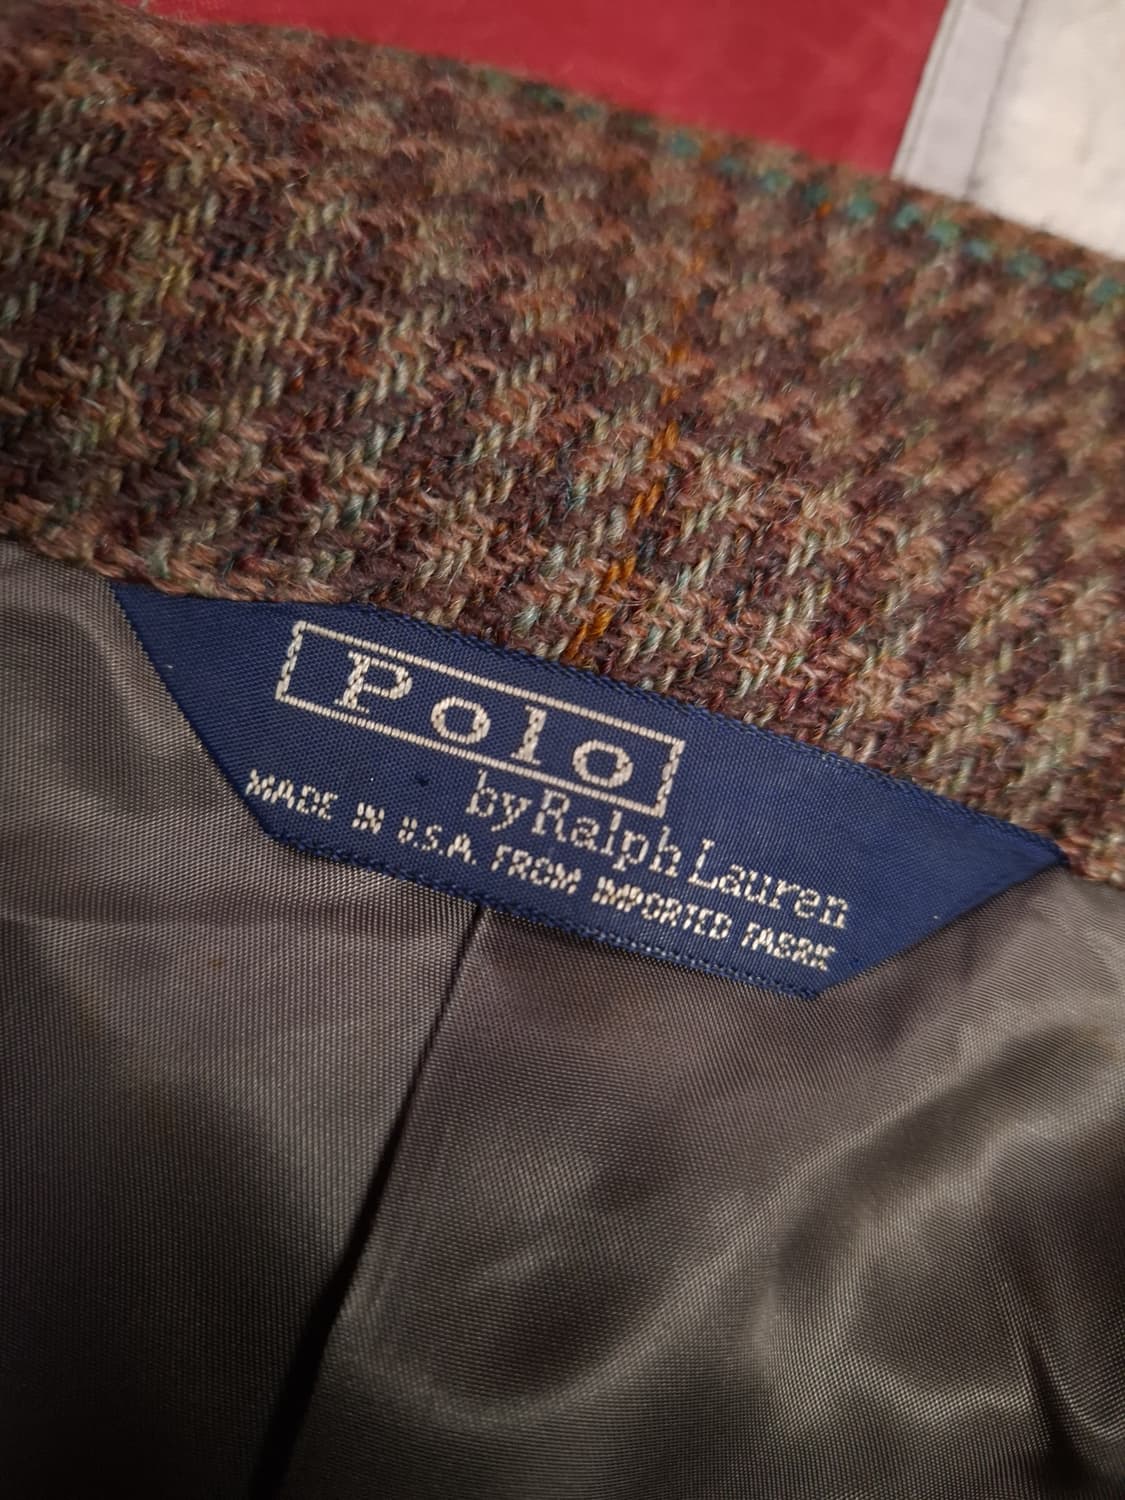 Polo
by Ralph Lauren
MADE IN U.S.A. FROM IMPORTED FABRIC